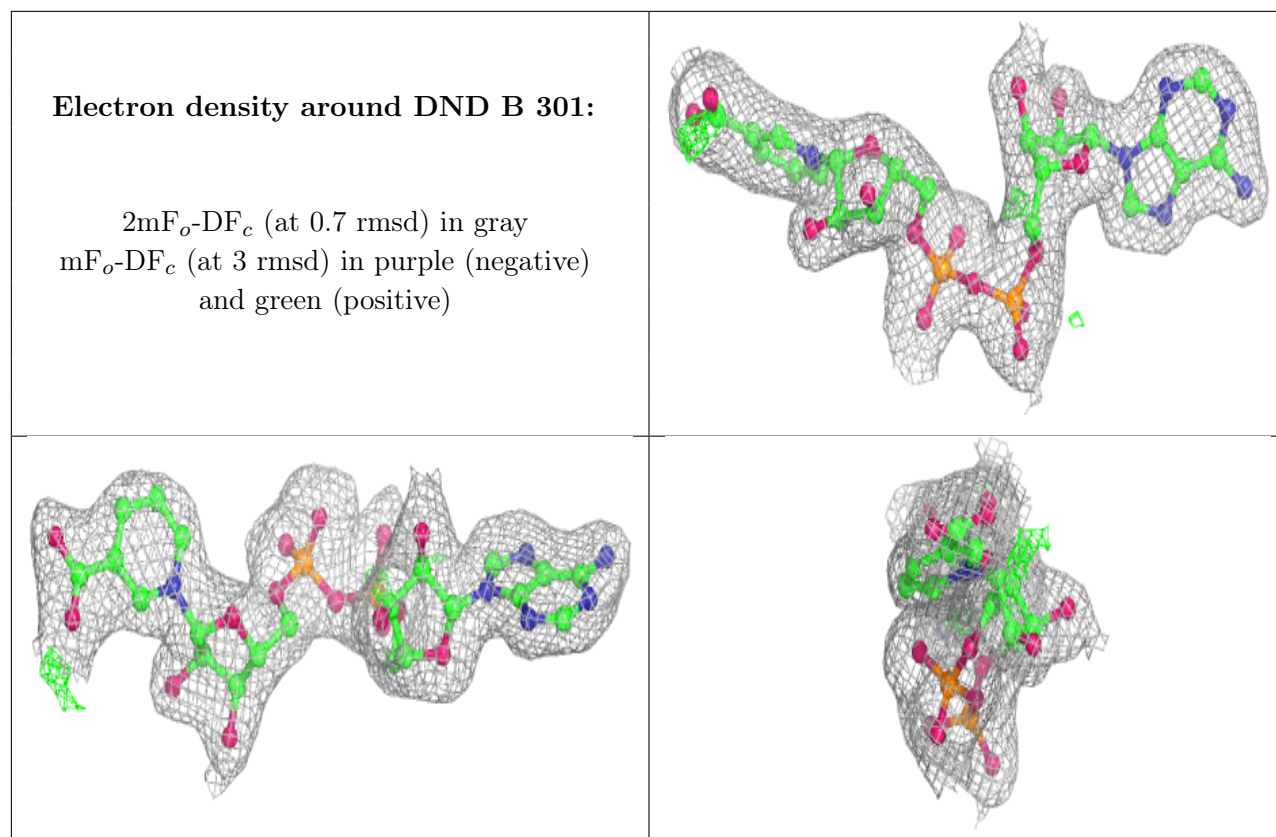 Electron density around DND B 301:
2mFo-DFc (at 0.7 rmsd) in gray
mFo-DFc (at 3 rmsd) in purple (negative)
and green (positive)